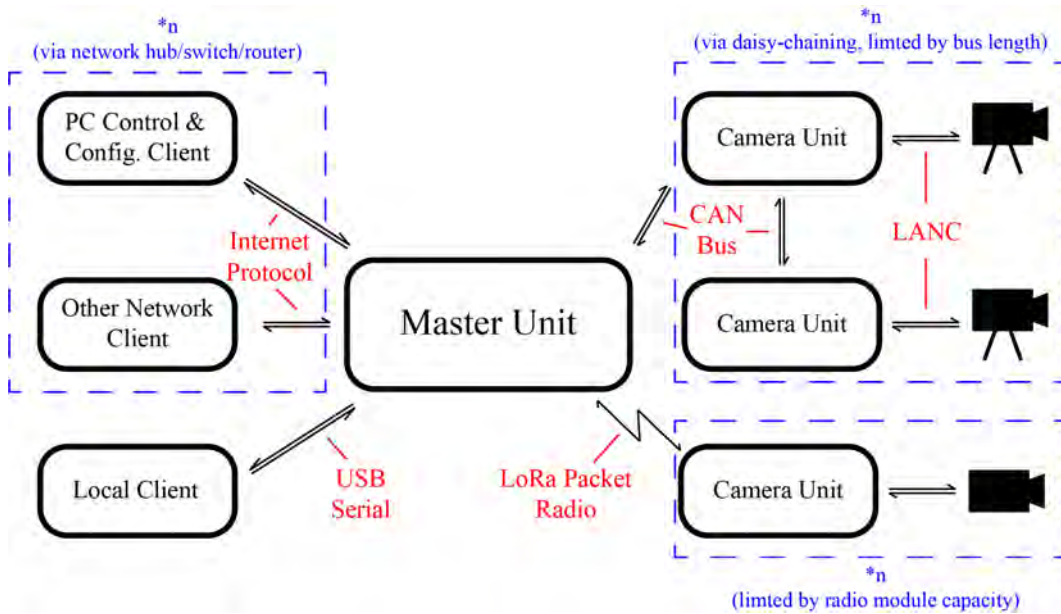 *n
(via network hub/switch/router)
PC Control &
Config. Client
Internet
Protocol
Other Network
Client
Local Client
USB
Serial
Master Unit
*n
(via daisy-chaining, limted by bus length)
Camera Unit
CAN
Bus
LANC
Camera Unit
LoRa Packet
Radio
Camera Unit
*n
(limted by radio module capacity)